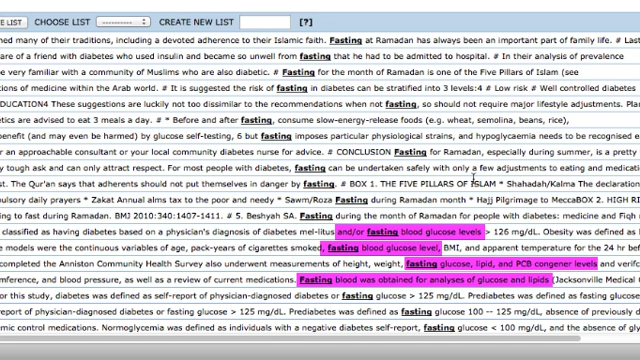 LIST CHOOSE LIST ---------- CREATE NEW LIST [?]
ned many of their traditions, including a devoted adherence to their Islamic faith. Fasting at Ramadan has always been an important part of family life. # Last
are of a friend with diabetes who used insulin and became so unwell from fasting that he had to be admitted to hospital. # In their analysis of prevalence
e very familiar with a community of Muslims who are also diabetic. # Fasting for the month of Ramadan is one of the Five Pillars of Islam (see
tions of medicine within the Arab world. # It is suggested the risk of fasting in diabetes can be stratified into 3 levels:4 # Low risk # Well controlled diabetes
EDUCATION4 These suggestions are luckily not too dissimilar to the recommendations when not fasting, so should not require major lifestyle adjustments. Plan
etics are advised to eat 3 meals a day. # * Before and after fasting, consume slow-energy-release foods (e.g. wheat, semolina, beans, rice),
benefit (and may even be harmed) by glucose self-testing, 6 but fasting imposes particular physiological strains, and hypoglycaemia needs to be recognised e
or an approachable consultant or your local community diabetes nurse for advice. # CONCLUSION Fasting for Ramadan, especially during summer, is a pretty
y tough ask and can only attract respect. For most people with diabetes, fasting can be undertaken safely with only a few adjustments to eating and medicatio
st. The Qur'an says that adherents should not put themselves in danger by fasting. # BOX 1. THE FIVE PILLARS OF ISLAM * Shahadah/Kalma The declaration
ulsory daily prayers * Zakat Annual alms tax to the poor and needy * Sawm/Roza Fasting during Ramadan month * Hajj Pilgrimage to MeccaBOX 2. HIGH RI
ng to fast during Ramadan. BMJ 2010:340:1407-1411. # 5. Beshyah SA. Fasting during the month of Ramadan for people with diabetes: medicine and Fiqh
classified as having diabetes based on a physician's diagnosis of diabetes mel-litus and/or fasting blood glucose levels > 126 mg/dL. Obesity was defined as b
e models were the continuous variables of age, pack-years of cigarettes smoked, fasting blood glucose level, BMI, and apparent temperature for the 24 hr bef
completed the Anniston Community Health Survey also underwent measurements of height, weight, fasting glucose, lipid, and PCB congener levels and verific
mference, and blood pressure, as well as a review of current medications. Fasting blood was obtained for analyses of glucose and lipids (Jacksonville Medical C
or this study, diabetes was defined as self-report of physician-diagnosed diabetes or fasting glucose > 125 mg/dL. Prediabetes was defined as fasting glucose
report of physician-diagnosed diabetes or fasting glucose > 125 mg/dL. Prediabetes was defined as fasting glucose 100 -- 125 mg/dL, absence of previously d
emic control medications. Normoglycemia was defined as individuals with a negative diabetes self-report, fasting glucose < 100 mg/dL, and the absence of gly